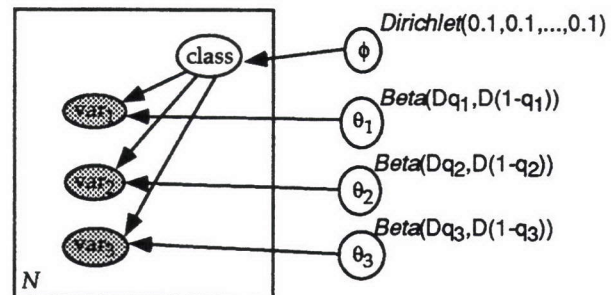 class
ϕ
Dirichlet(0.1,0.1,...,0.1)
var₁
θ₁
Beta(Dq₁,D(1-q₁))
var₂
θ₂
Beta(Dq₂,D(1-q₂))
var₃
θ₃
Beta(Dq₃,D(1-q₃))
N